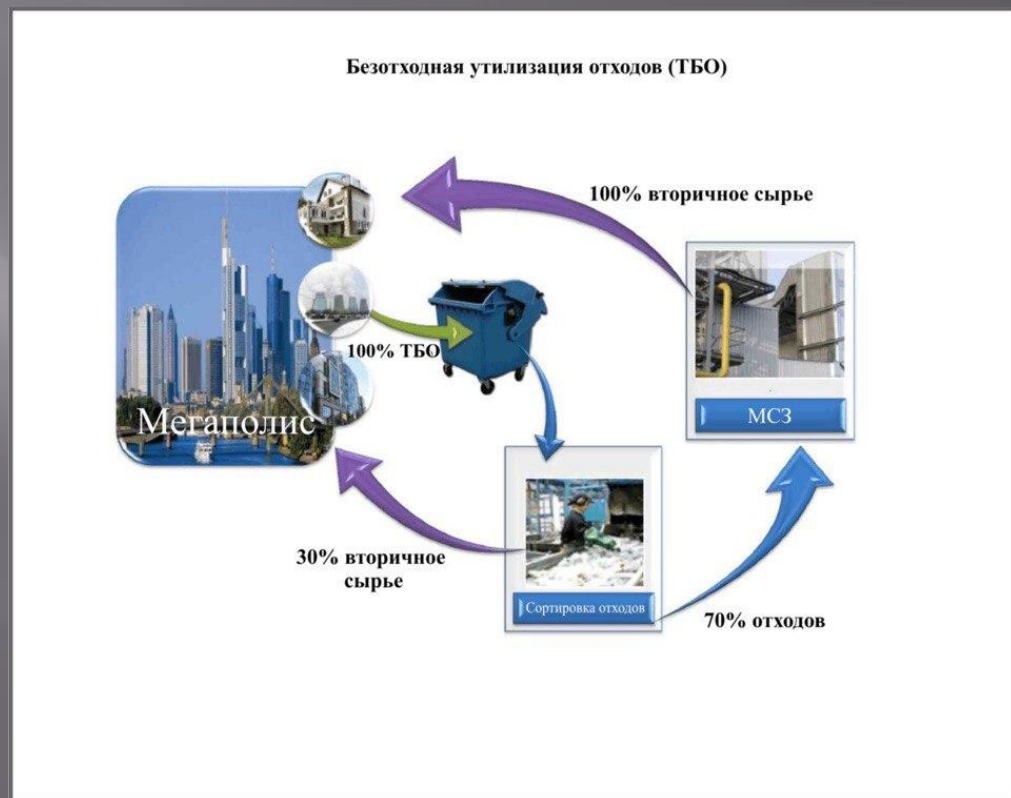 Безотходная утилизация отходов (ТБО)
100% вторичное сырье
100% ТБО
Мегаполис
МСЗ
30% вторичное
сырье
Сортировка отходов
70% отходов